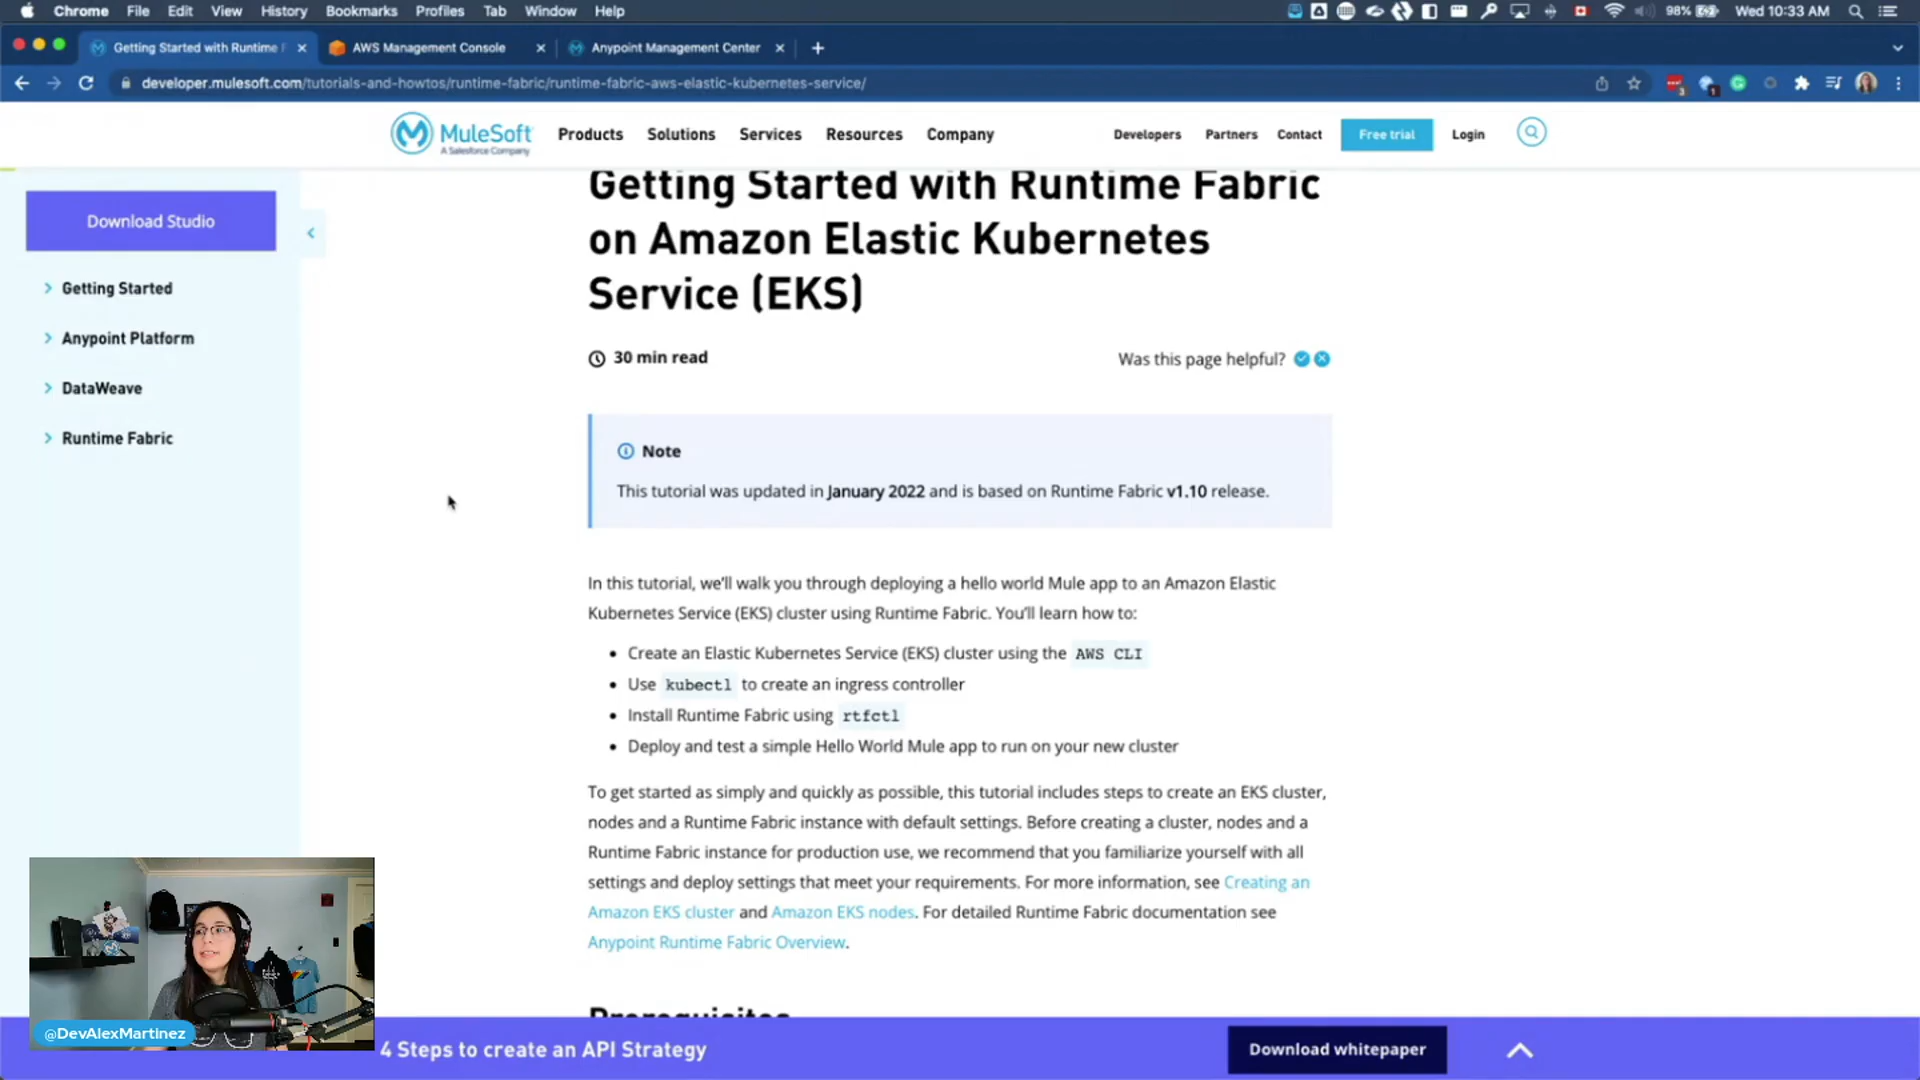 Chrome File Edit View History Bookmarks Profiles Tab Window Help 98% Wed 10:33 AM
Getting Started with Runtime F AWS Management Console Anypoint Management Center
developer.mulesoft.com/tutorials-and-howtos/runtime-fabric/runtime-fabric-aws-elastic-kubernetes-service/
MuleSoft Products Solutions Services Resources Company Developers Partners Contact Free trial Login
A Salesforce Company
Download Studio
Getting Started
Anypoint Platform
DataWeave
Runtime Fabric
Getting Started with Runtime Fabric
on Amazon Elastic Kubernetes
Service (EKS)
30 min read Was this page helpful?
Note
This tutorial was updated in January 2022 and is based on Runtime Fabric v1.10 release.
In this tutorial, we'll walk you through deploying a hello world Mule app to an Amazon Elastic
Kubernetes Service (EKS) cluster using Runtime Fabric. You'll learn how to:
• Create an Elastic Kubernetes Service (EKS) cluster using the AWS CLI
• Use kubectl to create an ingress controller
• Install Runtime Fabric using rtfctl
• Deploy and test a simple Hello World Mule app to run on your new cluster
To get started as simply and quickly as possible, this tutorial includes steps to create an EKS cluster,
nodes and a Runtime Fabric instance with default settings. Before creating a cluster, nodes and a
Runtime Fabric instance for production use, we recommend that you familiarize yourself with all
settings and deploy settings that meet your requirements. For more information, see Creating an
Amazon EKS cluster and Amazon EKS nodes. For detailed Runtime Fabric documentation see
Anypoint Runtime Fabric Overview.
Prerequisites
@DevAlexMartinez
4 Steps to create an API Strategy Download whitepaper